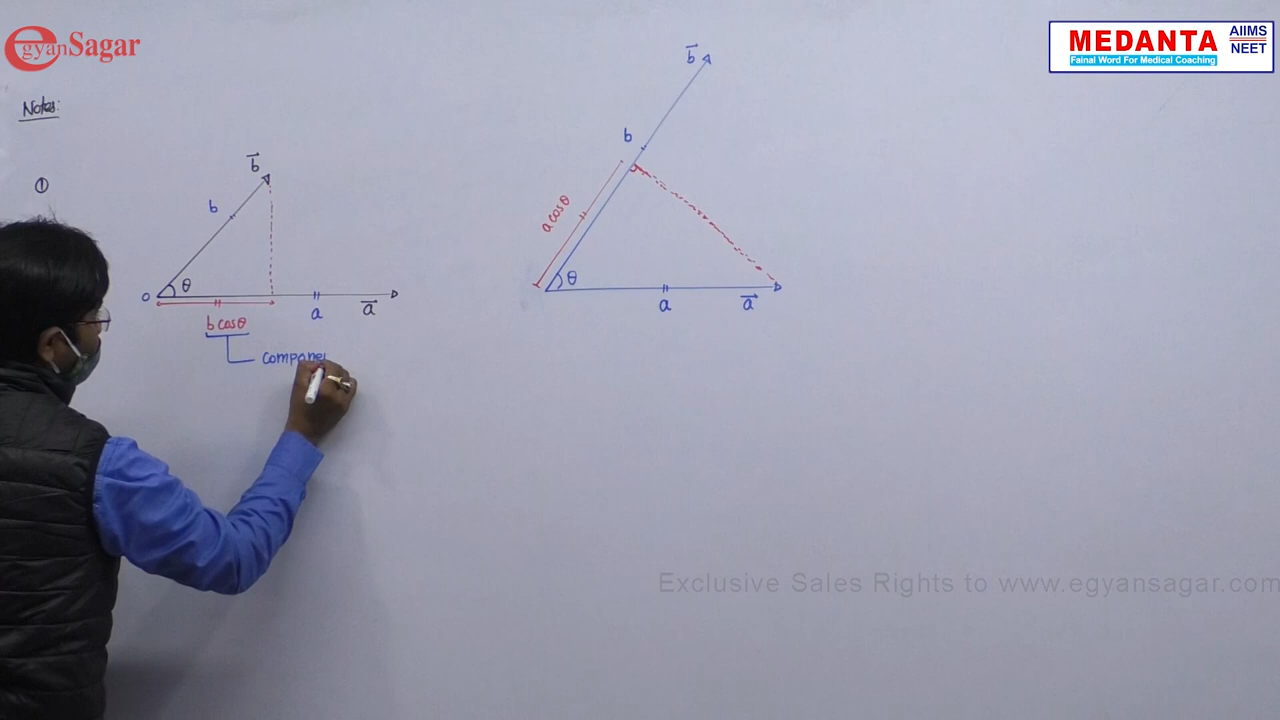 egyanSagar
MEDANTA
AIIMS
NEET
Fainal Word For Medical Coaching
Notes:
①
b⃗
b
θ
o
a
a⃗
b cosθ
Compone
b⃗
b
a cosθ
θ
a
a⃗
Exclusive Sales Rights to www.egyansagar.com